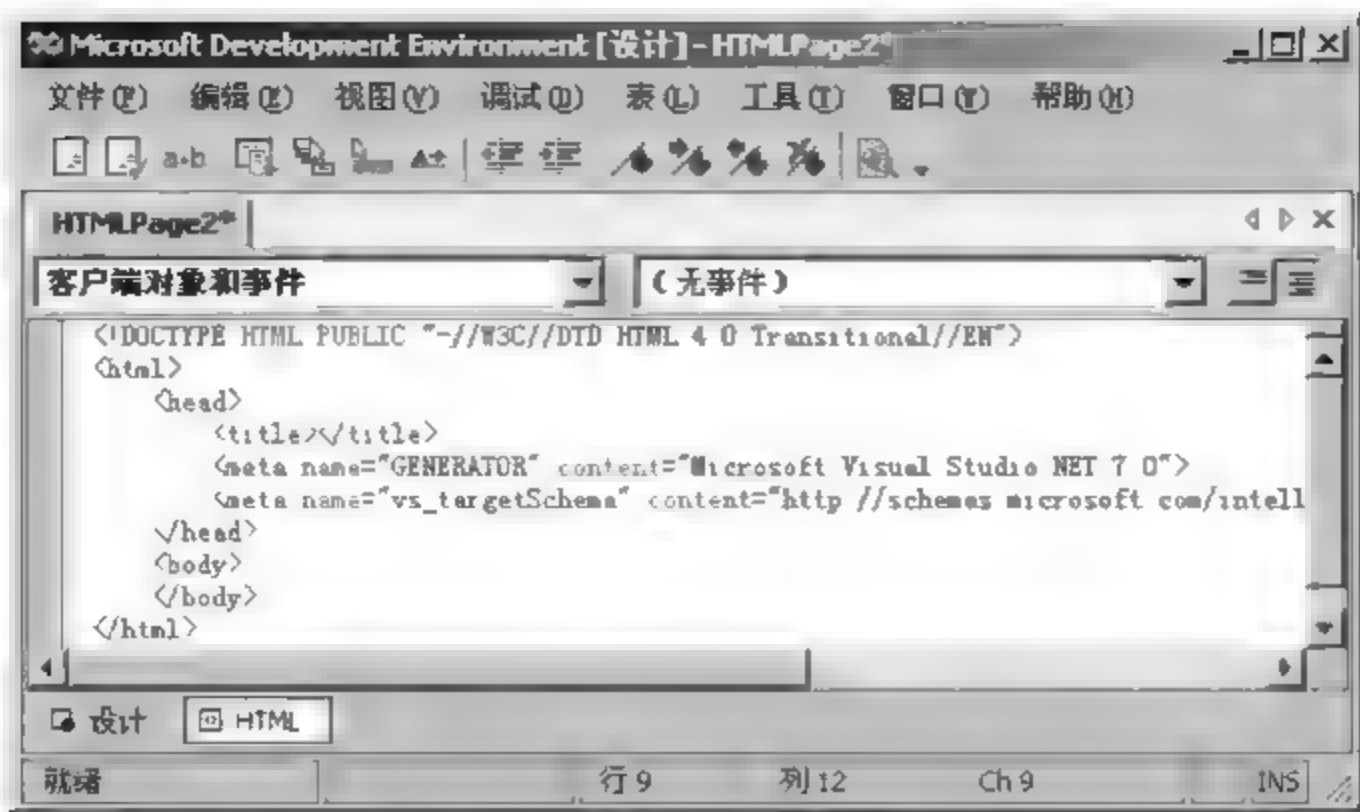 Microsoft Development Environment [设计] - HTMLPage2*
文件(F) 编辑(E) 视图(V) 调试(D) 表(L) 工具(T) 窗口(W) 帮助(H)
a-b
HTMLPage2*
客户端对象和事件 (无事件)
<!DOCTYPE HTML PUBLIC "-//W3C//DTD HTML 4 0 Transitional//EN">
<html>
<head>
<title></title>
<meta name="GENERATOR" content="Microsoft Visual Studio NET 7 0">
<meta name="vs_targetSchema" content="http //schemas microsoft com/intell
</head>
<body>
</body>
</html>
设计 HTML
就绪 行 9 列 12 Ch 9 INS